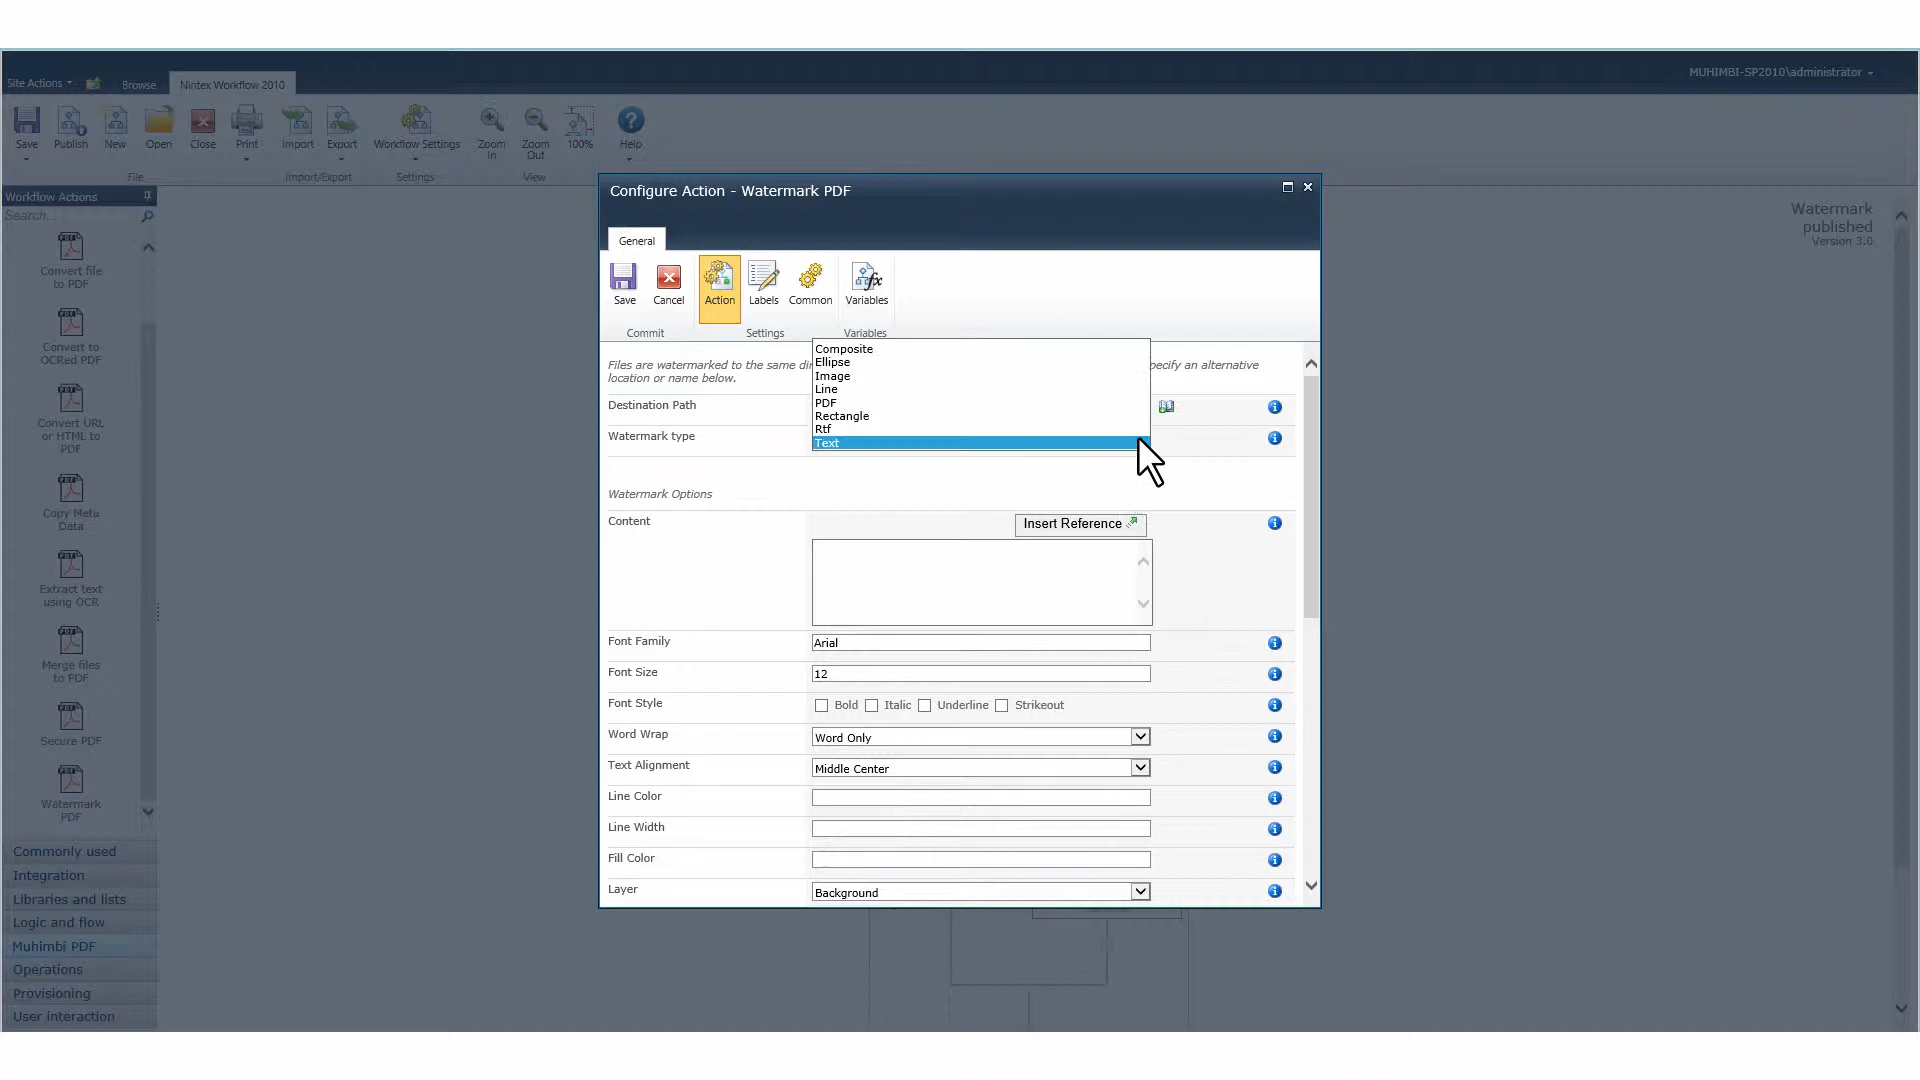 Site Actions
Browse
Nintex Workflow 2010
MUHIMBI-SP2010\administrator
Save
Publish
New
Open
Close
Print
Import
Export
Workflow Settings
Zoom In
Zoom Out
100%
Help
File
Import/Export
Settings
View
Workflow Actions
Search...
Convert file
to PDF
Convert to
OCRed PDF
Convert URL
or HTML to
PDF
Copy Meta
Data
Extract text
using OCR
Merge files
to PDF
Secure PDF
Watermark
PDF
Commonly used
Integration
Libraries and lists
Logic and flow
Muhimbi PDF
Operations
Provisioning
User interaction
Watermark
published
Version 3.0
Configure Action - Watermark PDF
General
Save
Cancel
Action
Labels
Common
Variables
Commit
Settings
Variables
Files are watermarked to the same pecify an alternative
location or name below.
Destination Path
Watermark type
Composite
Ellipse
Image
Line
PDF
Rectangle
Rtf
Text
Watermark Options
Content
Insert Reference
Font Family
Arial
Font Size
12
Font Style
Bold Italic Underline Strikeout
Word Wrap
Word Only
Text Alignment
Middle Center
Line Color
Line Width
Fill Color
Layer
Background